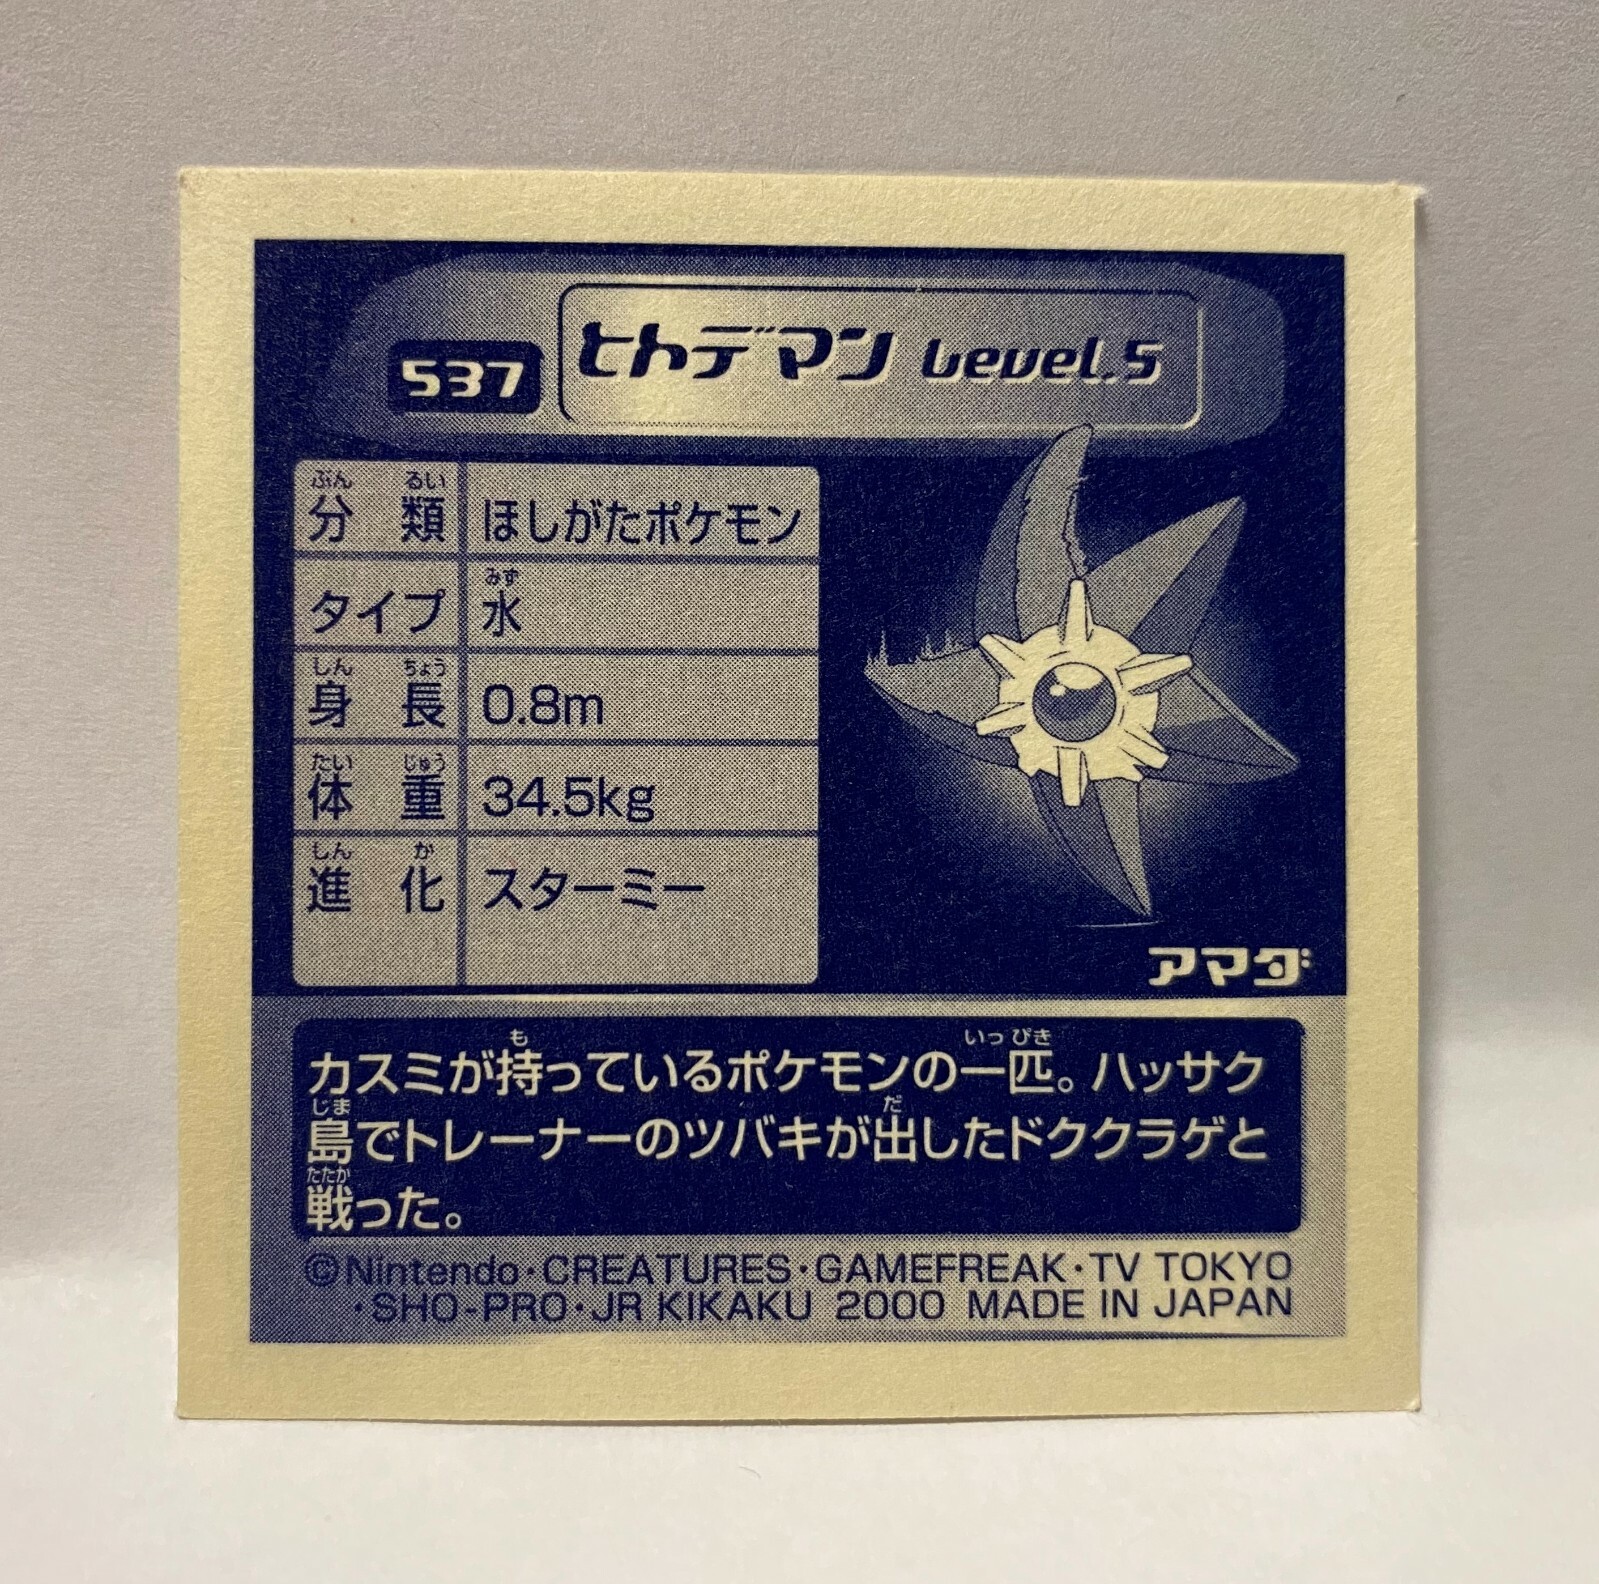 537 ヒトデマン Level.5
分類 ほしがたポケモン
タイプ 水
身長 0.8m
体重 34.5kg
進化 スターミー
アマダ
カスミが持っているポケモンの一匹。ハッサク
島でトレーナーのツバキが出したドククラゲと
戦った。
©Nintendo・CREATURES・GAMEFREAK・TV TOKYO
・SHO-PRO・JR KIKAKU 2000 MADE IN JAPAN